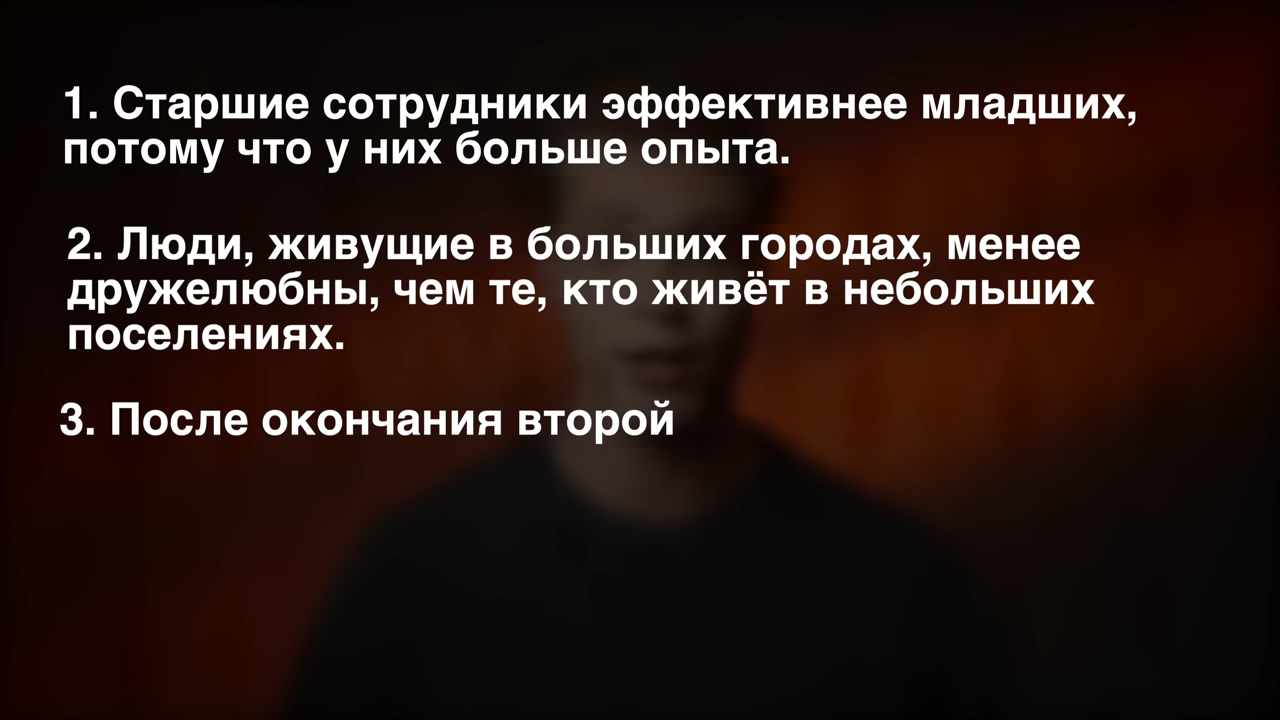 1. Старшие сотрудники эффективнее младших,
потому что у них больше опыта.
2. Люди, живущие в больших городах, менее
дружелюбны, чем те, кто живёт в небольших
поселениях.
3. После окончания второй